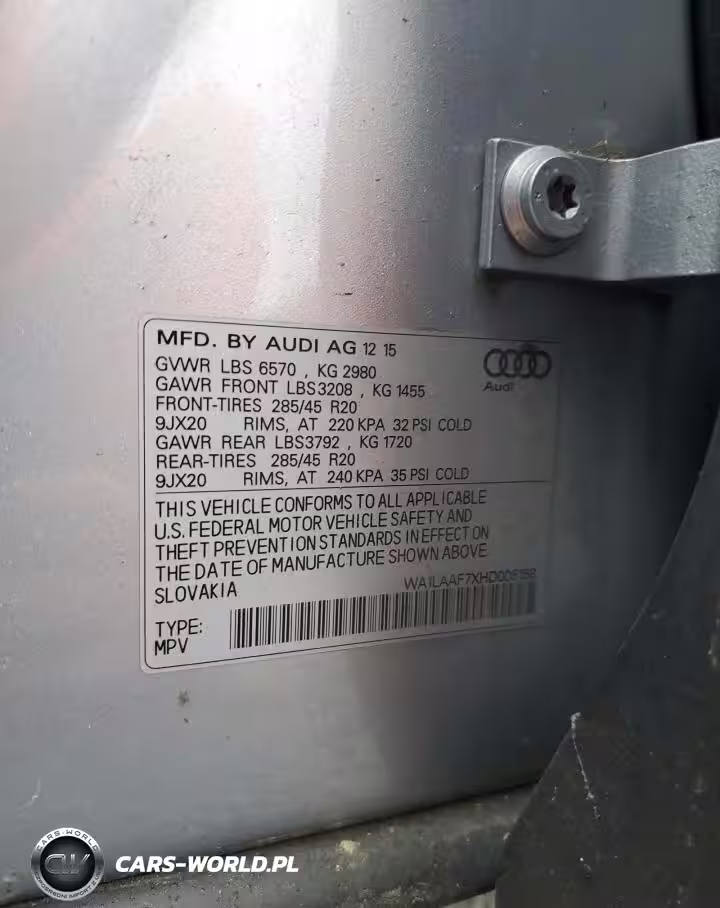 MFD. BY AUDI AG 12 15
GVWR LBS 6570 , KG 2980
GAWR FRONT LBS3208 , KG 1455
FRONT-TIRES 285/45 R20
9JX20 RIMS, AT 220 KPA 32 PSI COLD
GAWR REAR LBS3792 , KG 1720
REAR-TIRES 285/45 R20
9JX20 RIMS, AT 240 KPA 35 PSI COLD
Audi
THIS VEHICLE CONFORMS TO ALL APPLICABLE
U.S. FEDERAL MOTOR VEHICLE SAFETY AND
THEFT PREVENTION STANDARDS IN EFFECT ON
THE DATE OF MANUFACTURE SHOWN ABOVE.
SLOVAKIA
TYPE:
MPV
CARS-WORLD
CW
CARS-WORLD.PL